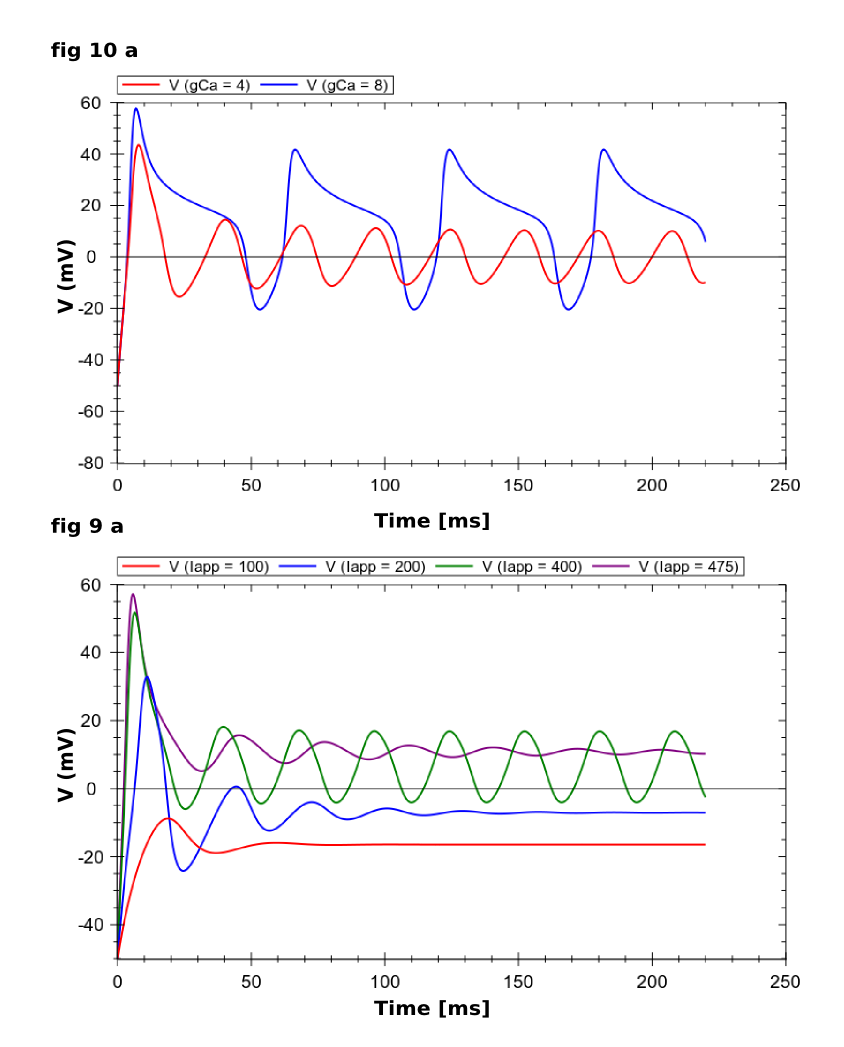 fig 10 a
V (gCa = 4) V (gCa = 8)
60
40
20
0
-20
-40
-60
-80
V (mV)
0 50 100 150 200 250
Time [ms]
fig 9 a
V (Iapp = 100) V (Iapp = 200) V (Iapp = 400) V (Iapp = 475)
60
40
20
0
-20
-40
V (mV)
0 50 100 150 200 250
Time [ms]